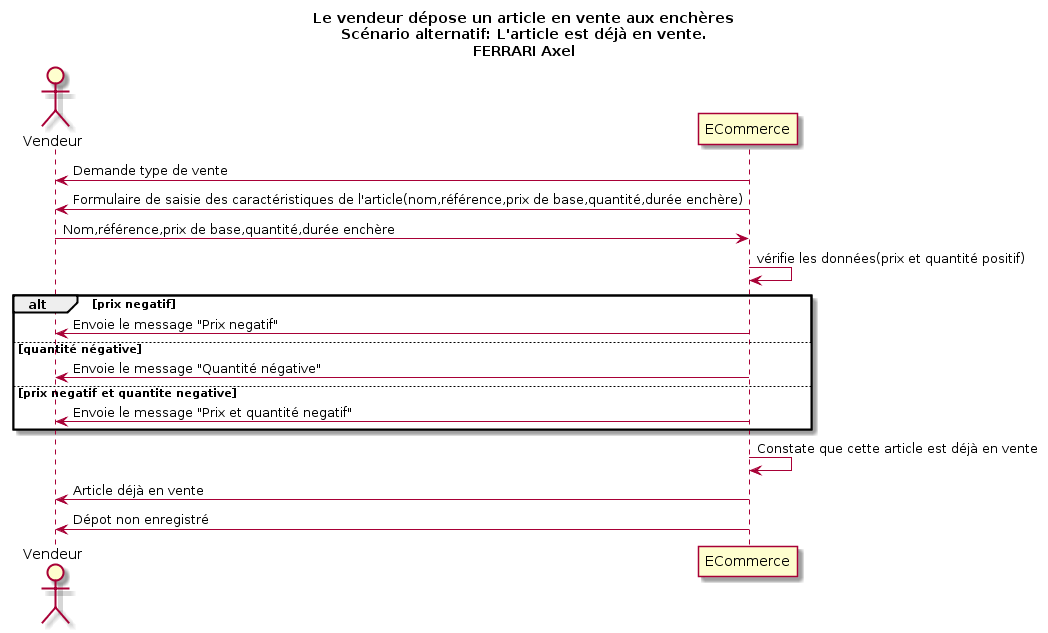 Le vendeur dépose un article en vente aux enchères
Scénario alternatif: L'article est déjà en vente.
FERRARI Axel
Vendeur
ECommerce
Demande type de vente
Formulaire de saisie des caractéristiques de l'article(nom,référence,prix de base,quantité,durée enchère)
Nom,référence,prix de base,quantité,durée enchère
vérifie les données(prix et quantité positif)
alt [prix negatif]
Envoie le message "Prix negatif"
[quantité négative]
Envoie le message "Quantité négative"
[prix negatif et quantite negative]
Envoie le message "Prix et quantité negatif"
Constate que cette article est déjà en vente
Article déjà en vente
Dépot non enregistré
Vendeur
ECommerce